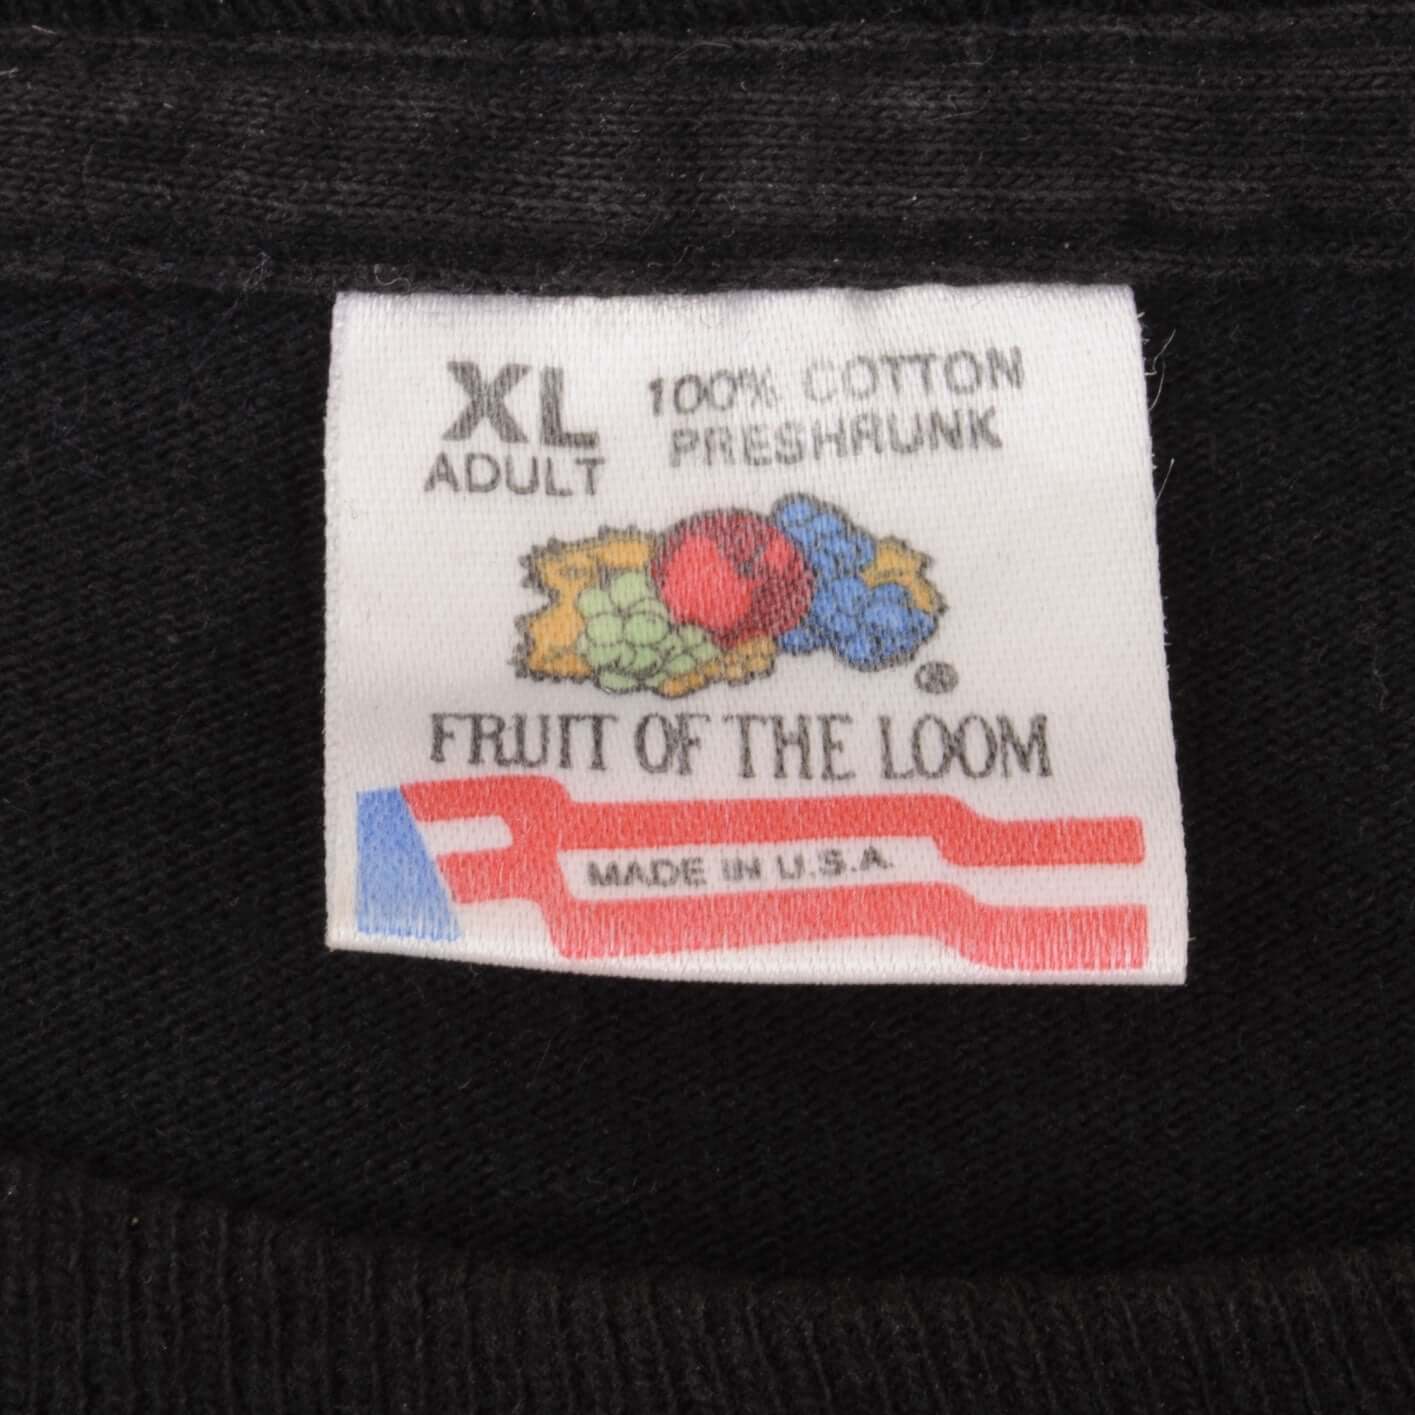 XL
ADULT
100% COTTON
PRESHRUNK
®
FRUIT OF THE LOOM
MADE IN U.S.A.